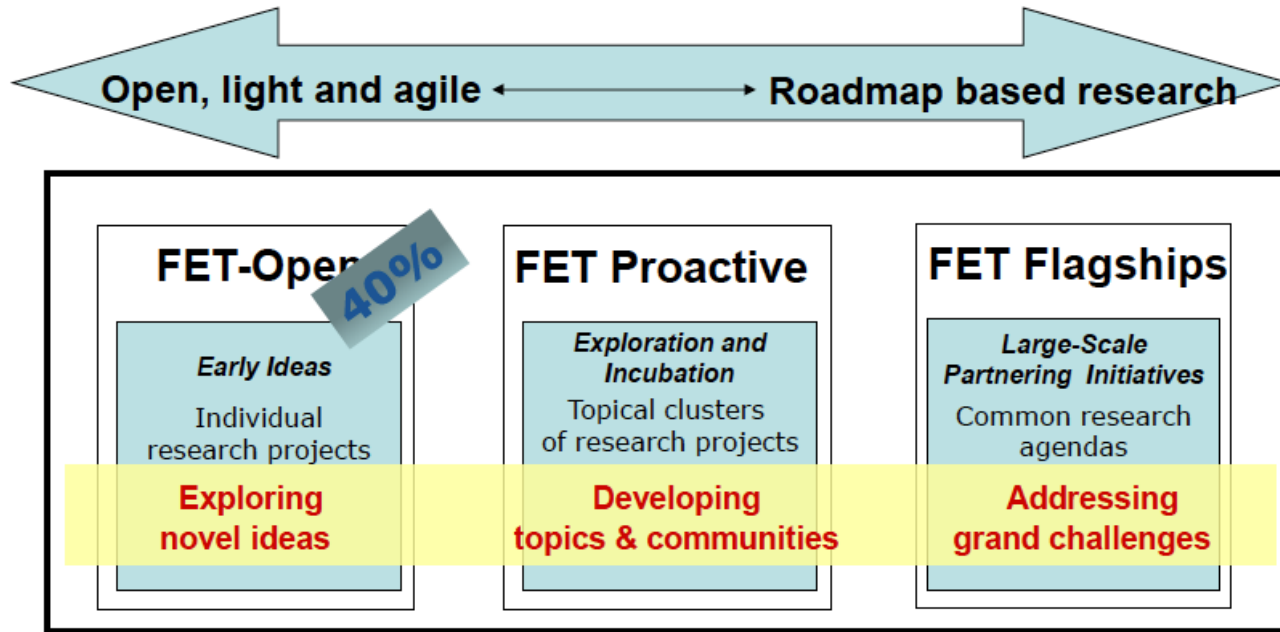 Open, light and agile
Roadmap based research
FET-Open
40%
Early Ideas
Individual
research projects
Exploring
novel ideas
FET Proactive
Exploration and
Incubation
Topical clusters
of research projects
Developing
topics & communities
FET Flagships
Large-Scale
Partnering Initiatives
Common research
agendas
Addressing
grand challenges